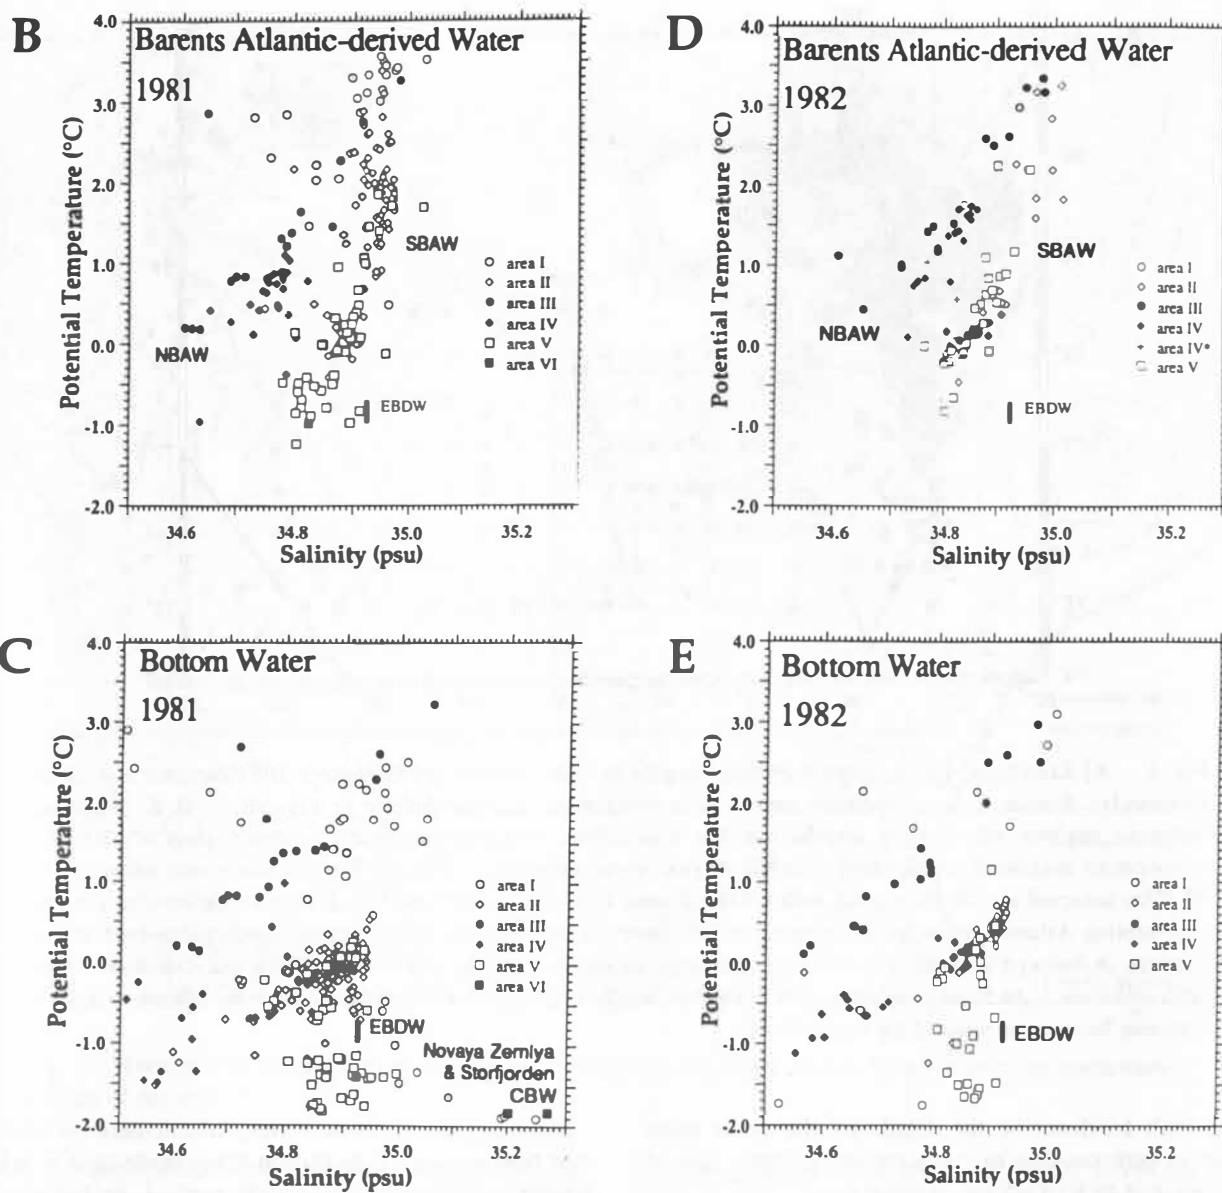 B
Barents Atlantic-derived Water
1981
4.0
3.0
2.0
1.0
0.0
-1.0
-2.0
Potential Temperature (°C)
SBAW
NBAW
EBDW
area I
area II
area III
area IV
area V
area VI
34.6
34.8
35.0
35.2
Salinity (psu)
D
Barents Atlantic-derived Water
1982
4.0
3.0
2.0
1.0
0.0
-1.0
-2.0
Potential Temperature (°C)
SBAW
NBAW
EBDW
area I
area II
area III
area IV
area IV*
area V
34.6
34.8
35.0
35.2
Salinity (psu)
C
Bottom Water
1981
4.0
3.0
2.0
1.0
0.0
-1.0
-2.0
Potential Temperature (°C)
area I
area II
area III
area IV
area V
area VI
EBDW
Novaya Zemlya
& Storfjorden
CBW
34.6
34.8
35.0
35.2
Salinity (psu)
E
Bottom Water
1982
4.0
3.0
2.0
1.0
0.0
-1.0
-2.0
Potential Temperature (°C)
area I
area II
area III
area IV
area V
EBDW
34.6
34.8
35.0
35.2
Salinity (psu)